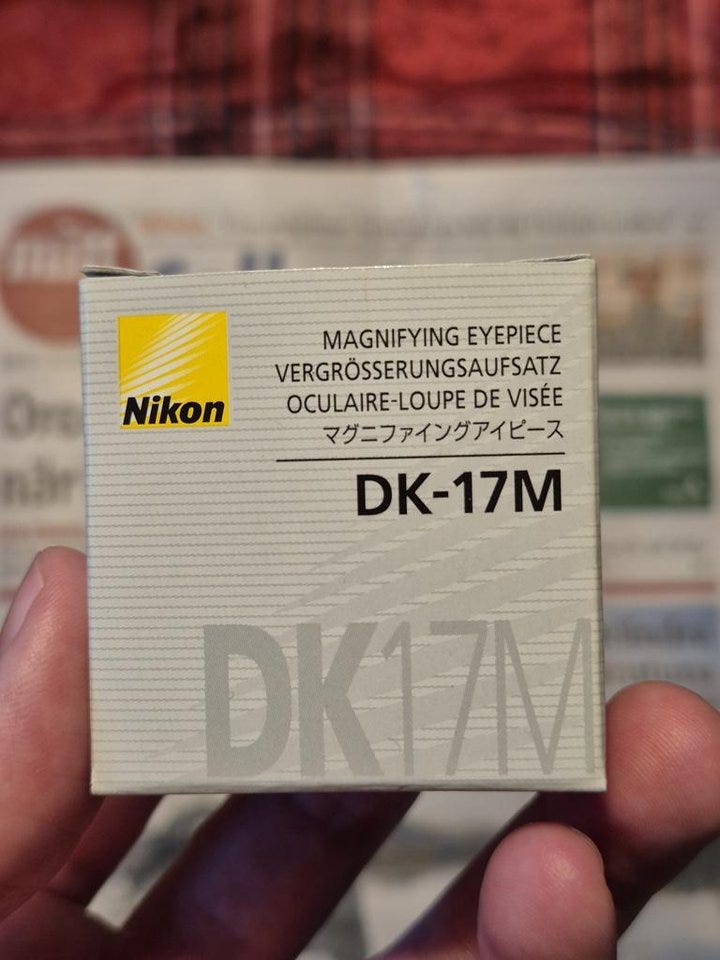 Nikon
MAGNIFYING EYEPIECE
VERGRÖSSERUNGSAUFSATZ
OCULAIRE-LOUPE DE VISÉE
マグニファイングアイピース
DK-17M
DK17M
när